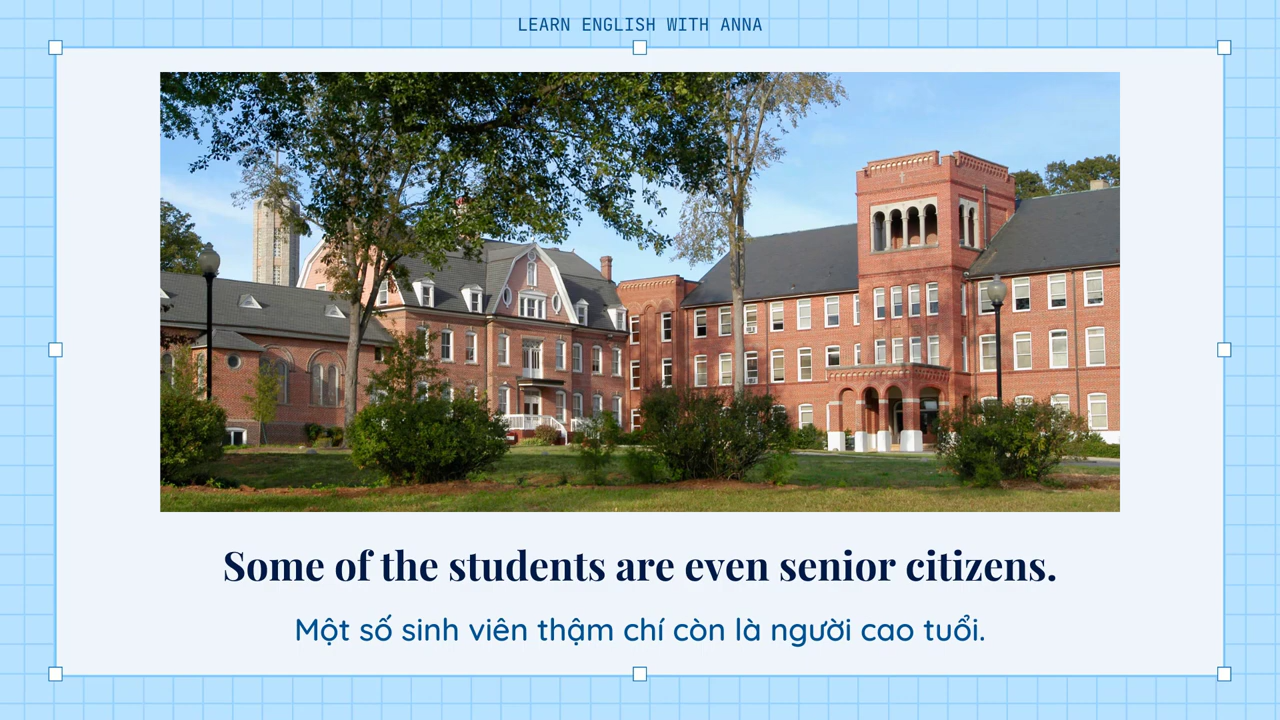 LEARN ENGLISH WITH ANNA
Some of the students are even senior citizens.
Một số sinh viên thậm chí còn là người cao tuổi.